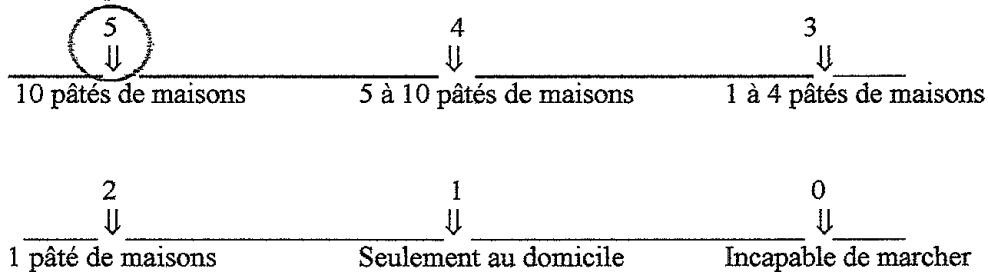 5 4 3
⇓ ⇓ ⇓
10 pâtés de maisons 5 à 10 pâtés de maisons 1 à 4 pâtés de maisons
2 1 0
⇓ ⇓ ⇓
1 pâté de maisons Seulement au domicile Incapable de marcher